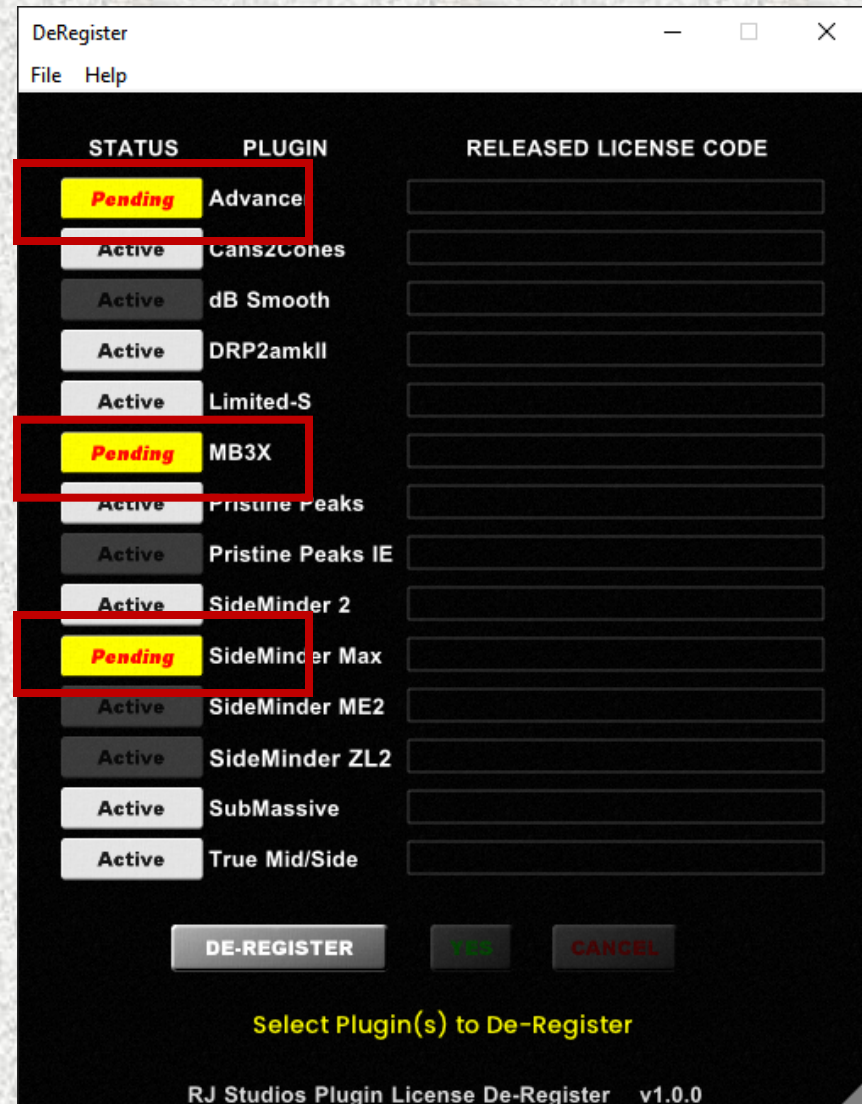 DeRegister
File Help
STATUS PLUGIN RELEASED LICENSE CODE
Pending Advance
Active Cans2Cones
Active dB Smooth
Active DRP2amkII
Active Limited-S
Pending MB3X
Active Pristine Peaks
Active Pristine Peaks IE
Active SideMinder 2
Pending SideMinder Max
Active SideMinder ME2
Active SideMinder ZL2
Active SubMassive
Active True Mid/Side
DE-REGISTER YES CANCEL
Select Plugin(s) to De-Register
RJ Studios Plugin License De-Register v1.0.0